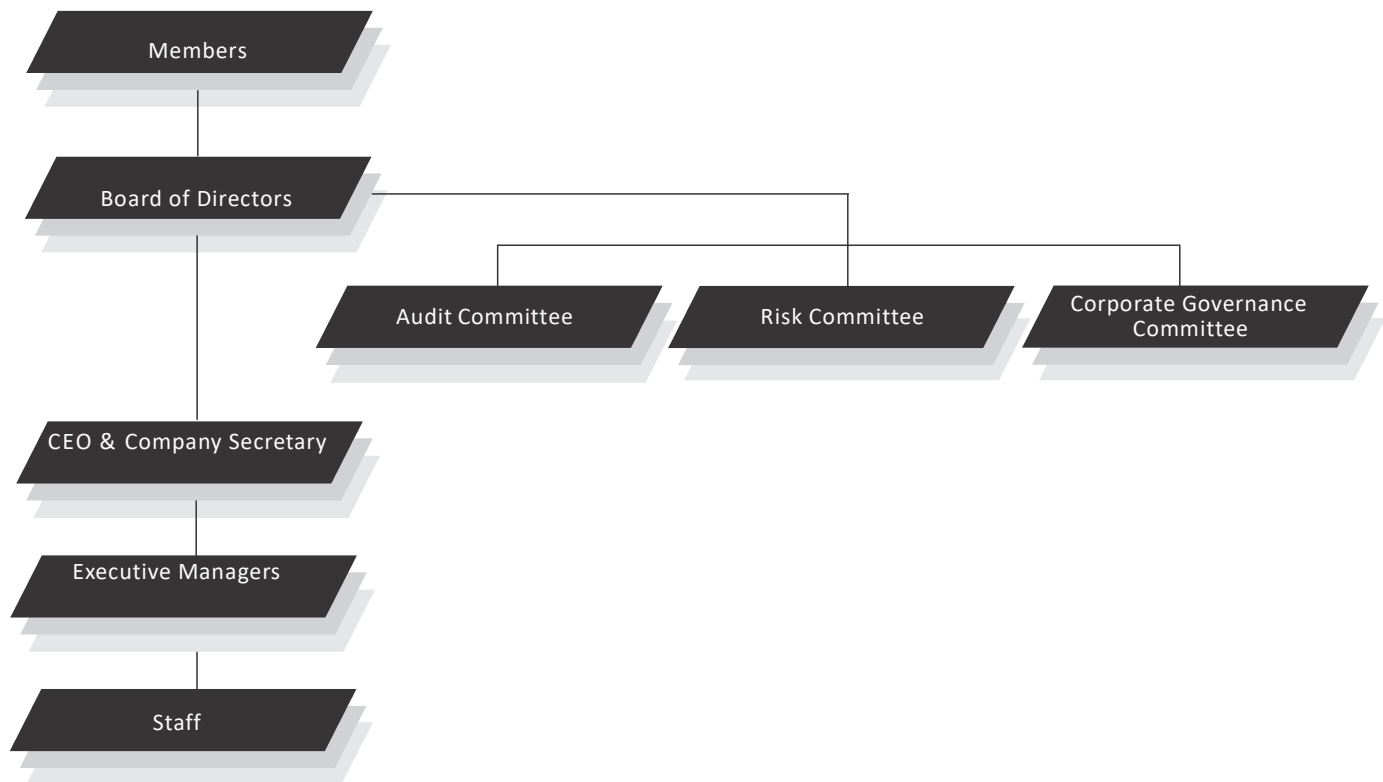 Members
Board of Directors
Audit Committee
Risk Committee
Corporate Governance
Committee
CEO & Company Secretary
Executive Managers
Staff